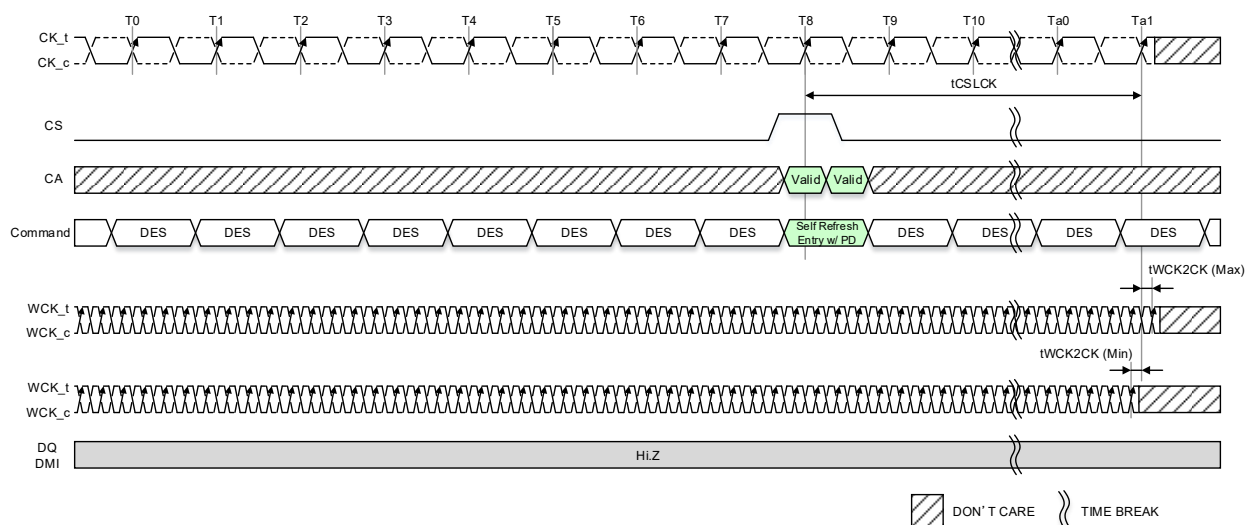 T0 T1 T2 T3 T4 T5 T6 T7 T8 T9 T10 Ta0 Ta1
CK_t
CK_c
tCSLCK
CS
CA Valid Valid
Command DES DES DES DES DES DES DES DES Self Refresh Entry w/ PD DES DES DES DES
tWCK2CK (Max)
WCK_t
WCK_c
tWCK2CK (Min)
WCK_t
WCK_c
DQ
DMI
Hi.Z
DON'T CARE TIME BREAK